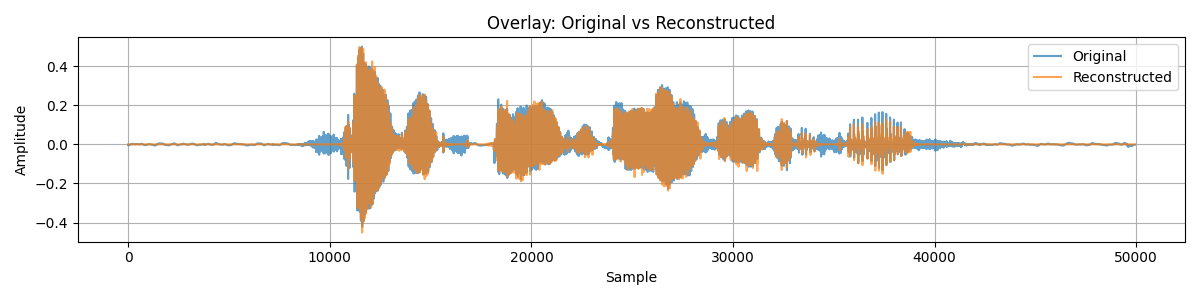 Overlay: Original vs Reconstructed
Original
Reconstructed
Amplitude
0.4
0.2
0.0
−0.2
−0.4
0
10000
20000
30000
40000
50000
Sample